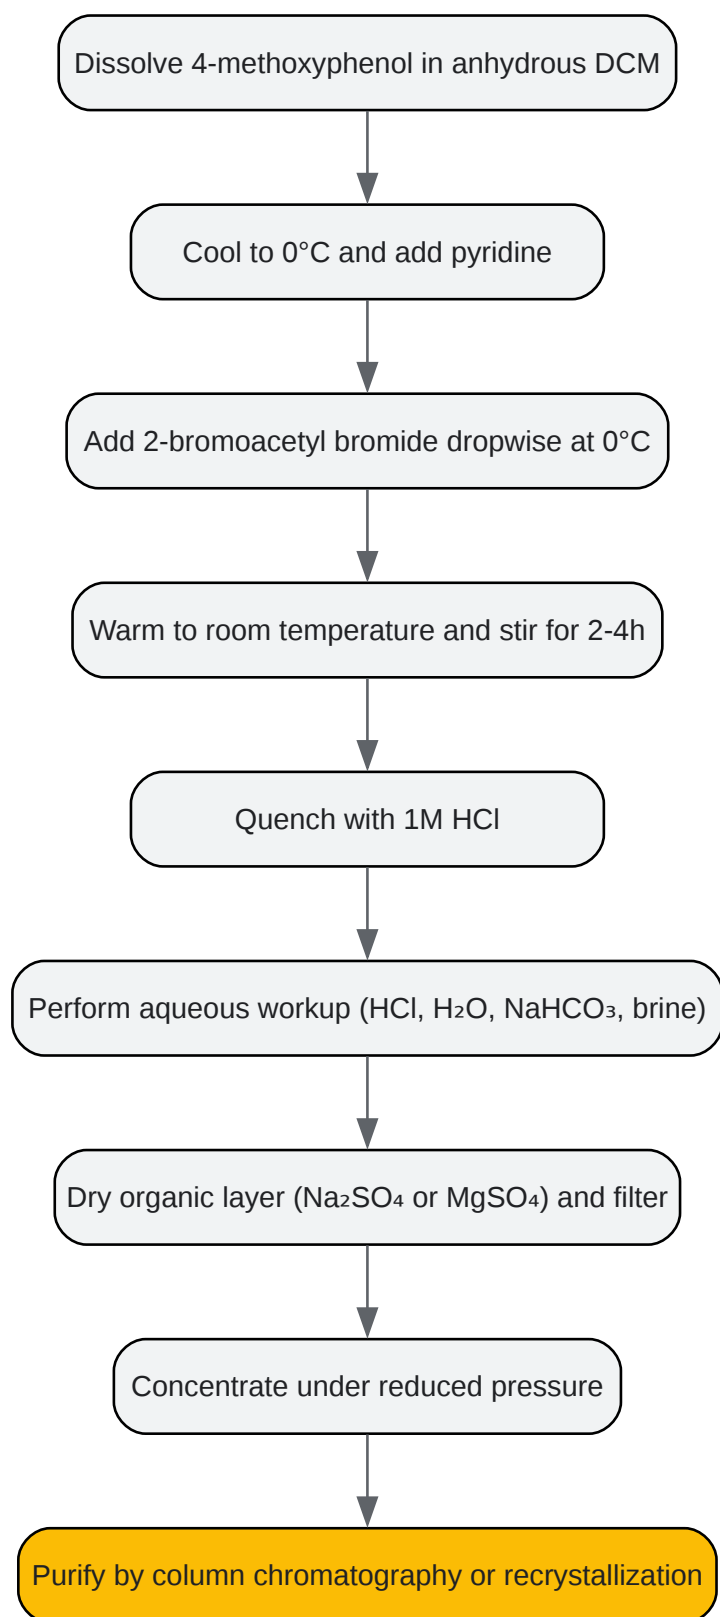 Dissolve 4-methoxyphenol in anhydrous DCM
Cool to 0°C and add pyridine
Add 2-bromoacetyl bromide dropwise at 0°C
Warm to room temperature and stir for 2-4h
Quench with 1M HCl
Perform aqueous workup (HCl, H₂O, NaHCO₃, brine)
Dry organic layer (Na₂SO₄ or MgSO₄) and filter
Concentrate under reduced pressure
Purify by column chromatography or recrystallization